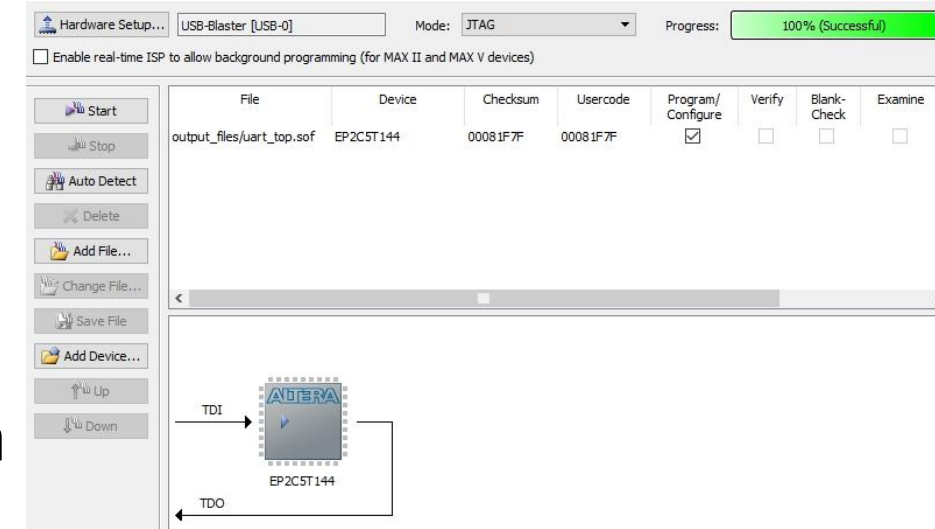 Hardware Setup... USB-Blaster [USB-0] Mode: JTAG Progress: 100% (Successful)
Enable real-time ISP to allow background programming (for MAX II and MAX V devices)
Start
Stop
Auto Detect
Delete
Add File...
Change File...
Save File
Add Device...
Up
Down
File Device Checksum Usercode Program/ Verify Blank- Examine
Configure Check
output_files/uart_top.sof EP2C5T144 00081F7F 00081F7F
ALTERA
TDI
EP2C5T144
TDO